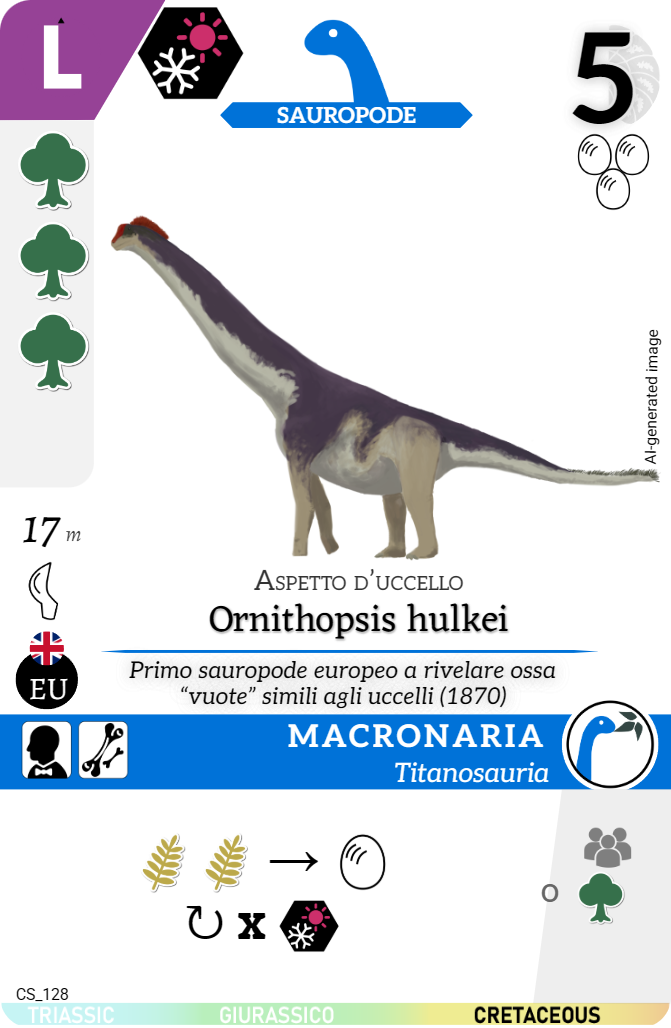 L
SAUROPODE
5
AI-generated image
17 m
EU
ASPETTO D’UCCELLO
Ornithopsis hulkei
Primo sauropode europeo a rivelare ossa
“vuote” simili agli uccelli (1870)
MACRONARIA
Titanosauria
O
x
CS_128
TRIASSIC GIURASSICO CRETACEOUS